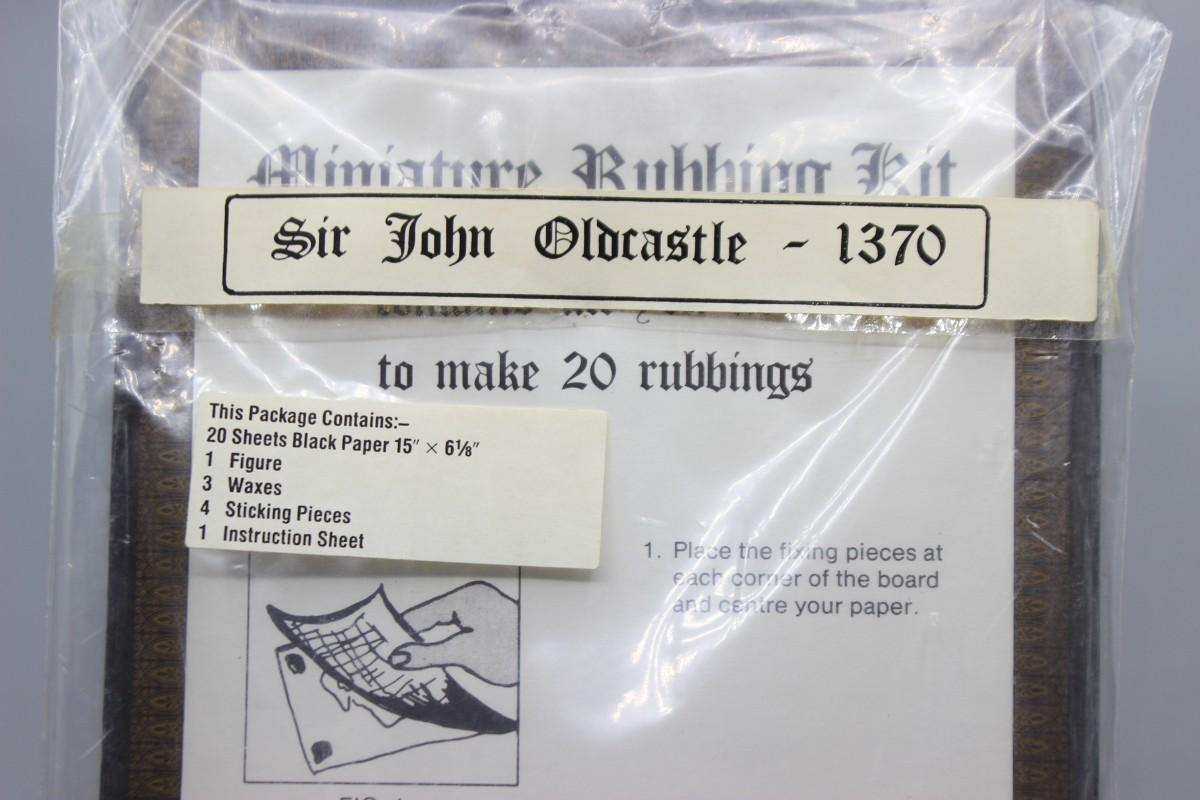 Miniature Rubbing Kit
Sir John Oldcastle - 1370
to make 20 rubbings
This Package Contains:–
20 Sheets Black Paper 15″ × 6⅛″
1 Figure
3 Waxes
4 Sticking Pieces
1 Instruction Sheet
1. Place the fixing pieces at
each corner of the board
and centre your paper.